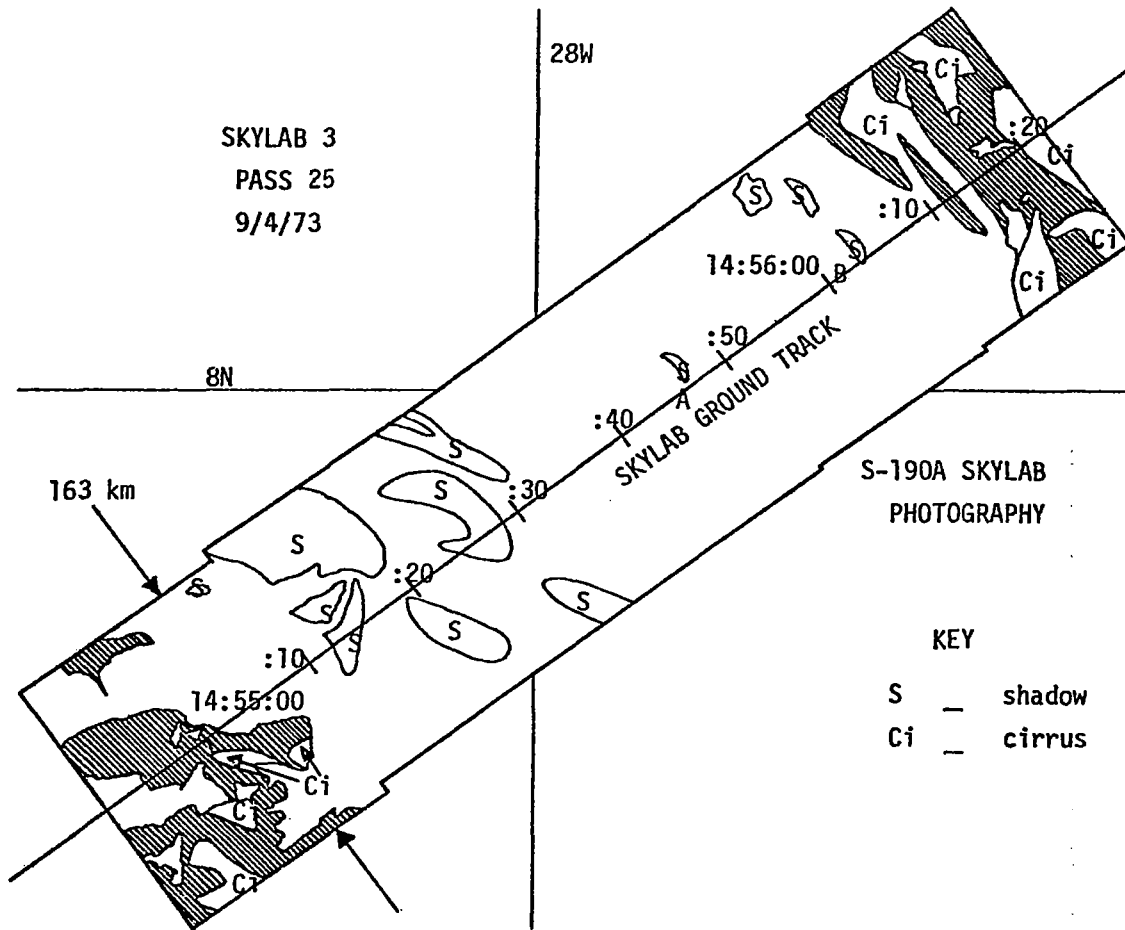 28W
SKYLAB 3
PASS 25
9/4/73
Ci
Ci
:20
Ci
S
S
:10
S
Ci
14:56:00
B
Ci
:50
S
8N
A
:40
SKYLAB GROUND TRACK
S
S-190A SKYLAB
PHOTOGRAPHY
163 km
S
:30
S
S
:20
S
S
S
S
:10
KEY
14:55:00
S _ shadow
Ci _ cirrus
Ci
Ci
Ci